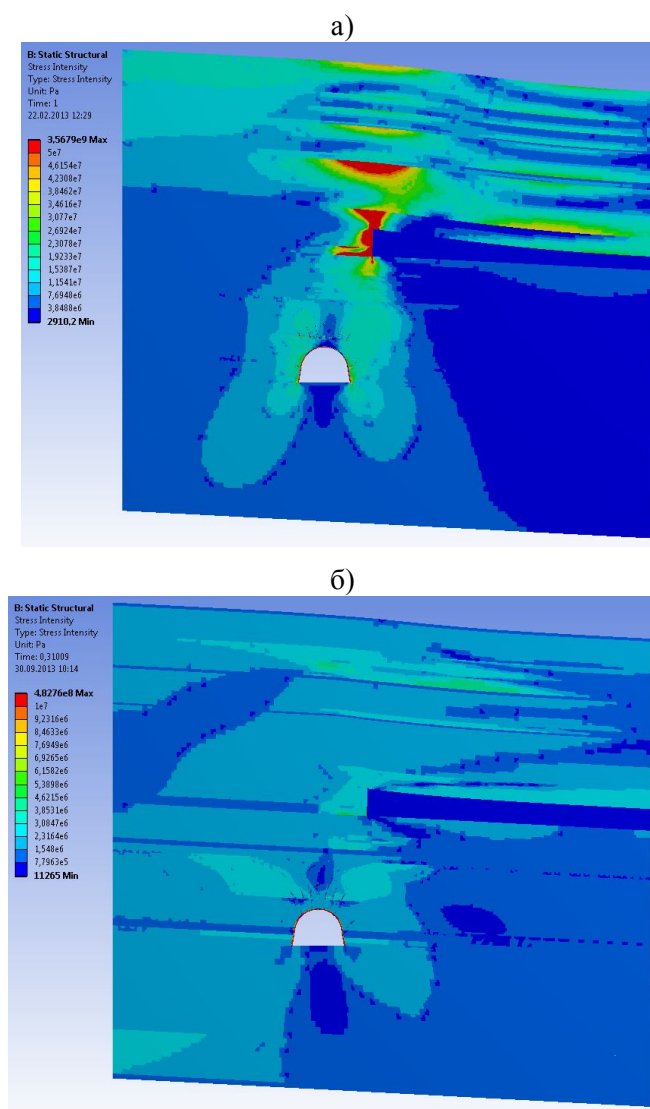 а)
B: Static Structural
Stress Intensity
Type: Stress Intensity
Unit: Pa
Time: 1
22.02.2013 12:29
3,5679e9 Max
5e7
4,6154e7
4,2308e7
3,8462e7
3,4616e7
3,077e7
2,6924e7
2,3078e7
1,9233e7
1,5387e7
1,1541e7
7,6948e6
3,8488e6
2910,2 Min
б)
B: Static Structural
Stress Intensity
Type: Stress Intensity
Unit: Pa
Time: 0,31009
30.09.2013 10:14
4,8276e8 Max
1e7
9,2316e6
8,4633e6
7,6949e6
6,9265e6
6,1582e6
5,3898e6
4,6215e6
3,8531e6
3,0847e6
2,3164e6
1,548e6
7,7963e5
11265 Min